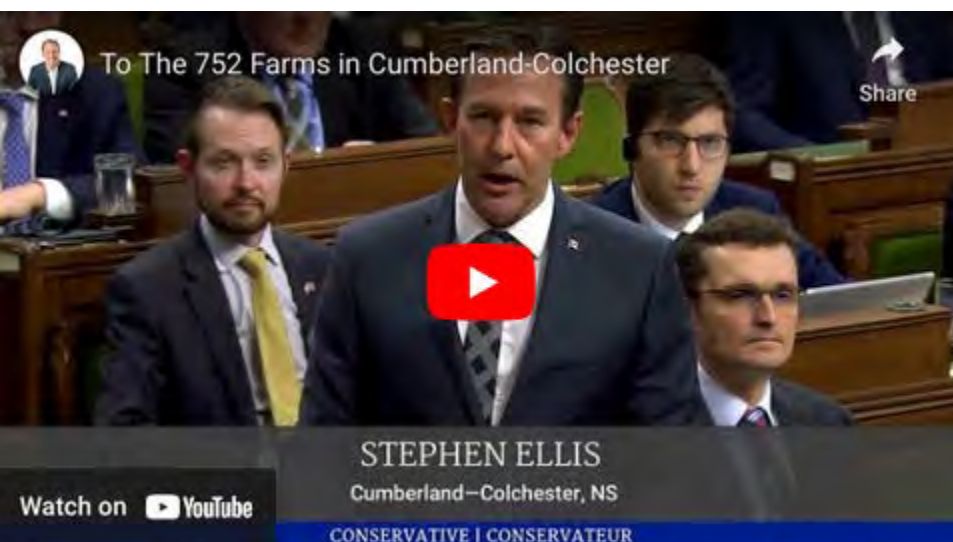 To The 752 Farms in Cumberland-Colchester
Share
STEPHEN ELLIS
Cumberland—Colchester, NS
Watch on YouTube
CONSERVATIVE | CONSERVATEUR